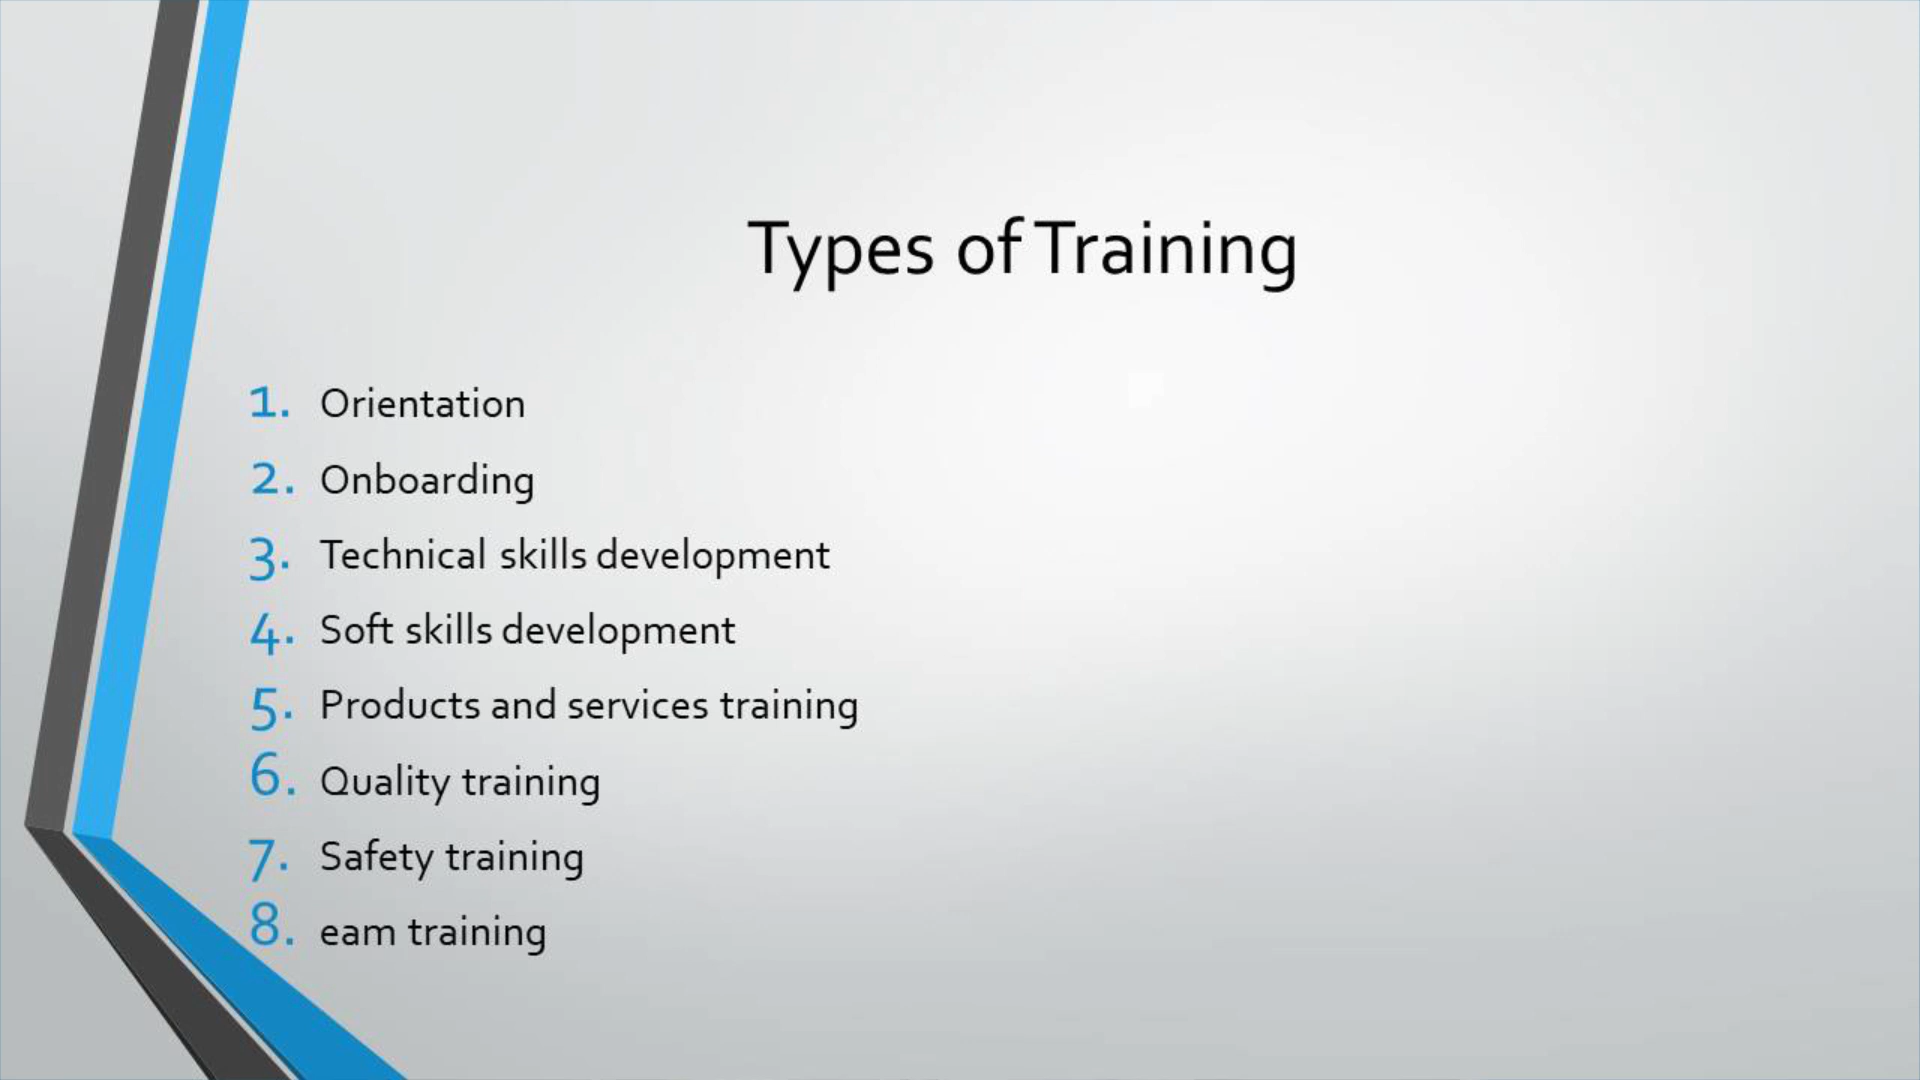 Types of Training
1. Orientation
2. Onboarding
3. Technical skills development
4. Soft skills development
5. Products and services training
6. Quality training
7. Safety training
8. eam training